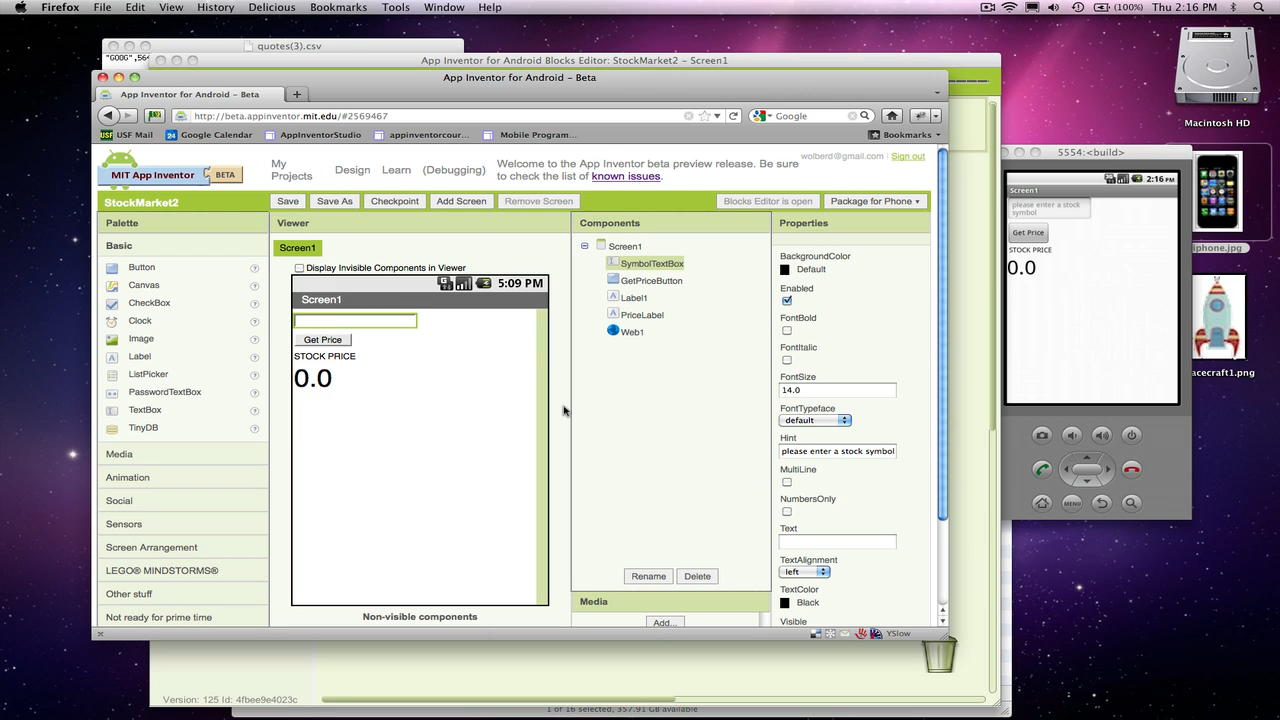 Firefox File Edit View History Delicious Bookmarks Tools Window Help (100%) Thu 2:16 PM
quotes(3).csv
"GOOG",564
App Inventor for Android Blocks Editor: StockMarket2 - Screen1
App Inventor for Android – Beta
App Inventor for Android – Beta +
http://beta.appinventor.mit.edu/#2569467 Google
USF Mail 24 Google Calendar AppInventorStudio appinventorcour... Mobile Program... Bookmarks
MIT App Inventor BETA
My Projects Design Learn (Debugging)
Welcome to the App Inventor beta preview release. Be sure
to check the list of known issues.
wolberd@gmail.com Sign out
StockMarket2 Save Save As Checkpoint Add Screen Remove Screen Blocks Editor is open Package for Phone
Palette
Basic
Button ?
Canvas ?
CheckBox ?
Clock ?
Image ?
Label ?
ListPicker ?
PasswordTextBox ?
TextBox ?
TinyDB ?
Media
Animation
Social
Sensors
Screen Arrangement
LEGO® MINDSTORMS®
Other stuff
Not ready for prime time
Viewer
Screen1
Display Invisible Components in Viewer
5:09 PM
Screen1
Get Price
STOCK PRICE
0.0
Non-visible components
Components
Screen1
SymbolTextBox
GetPriceButton
Label1
PriceLabel
Web1
Rename Delete
Media
Add...
Properties
BackgroundColor
Default
Enabled
FontBold
FontItalic
FontSize
14.0
FontTypeface
default
Hint
please enter a stock symbol
MultiLine
NumbersOnly
Text
TextAlignment
left
TextColor
Black
Visible
YSlow
Version: 125 Id: 4fbee9e4023c
1 of 16 selected, 357.91 GB available
5554:<build>
2:16 PM
Screen1
please enter a stock
symbol
Get Price
STOCK PRICE
0.0
MENU
Macintosh HD
iphone.jpg
acecraft1.png